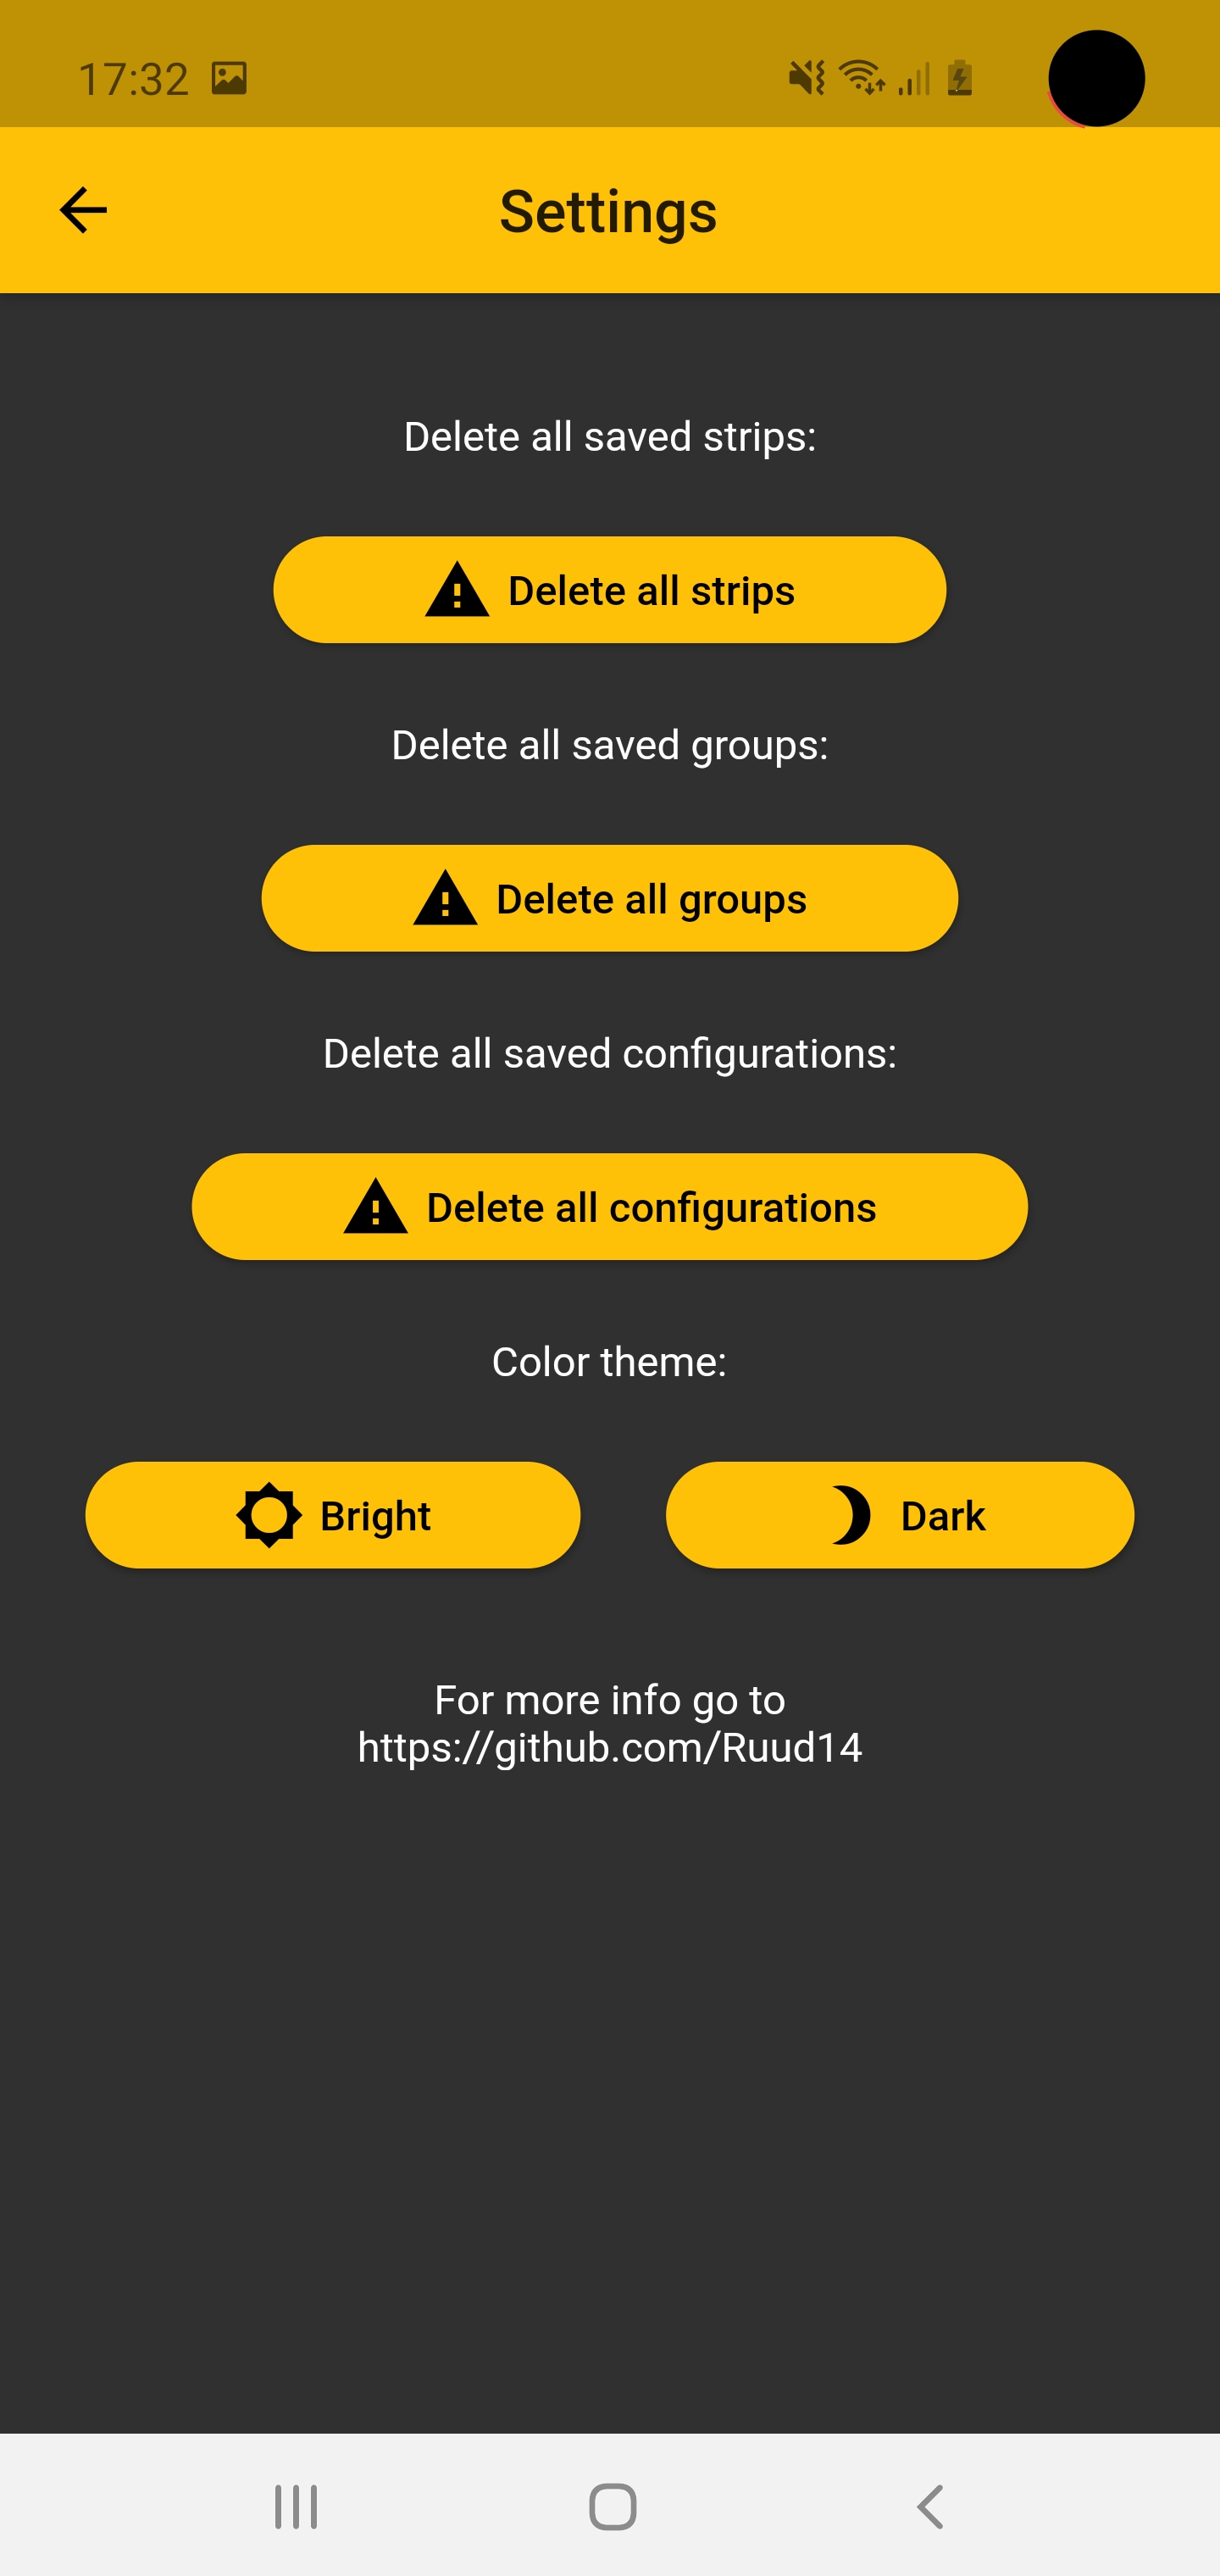 17:32
Settings
Delete all saved strips:
Delete all strips
Delete all saved groups:
Delete all groups
Delete all saved configurations:
Delete all configurations
Color theme:
Bright
Dark
For more info go to
https://github.com/Ruud14